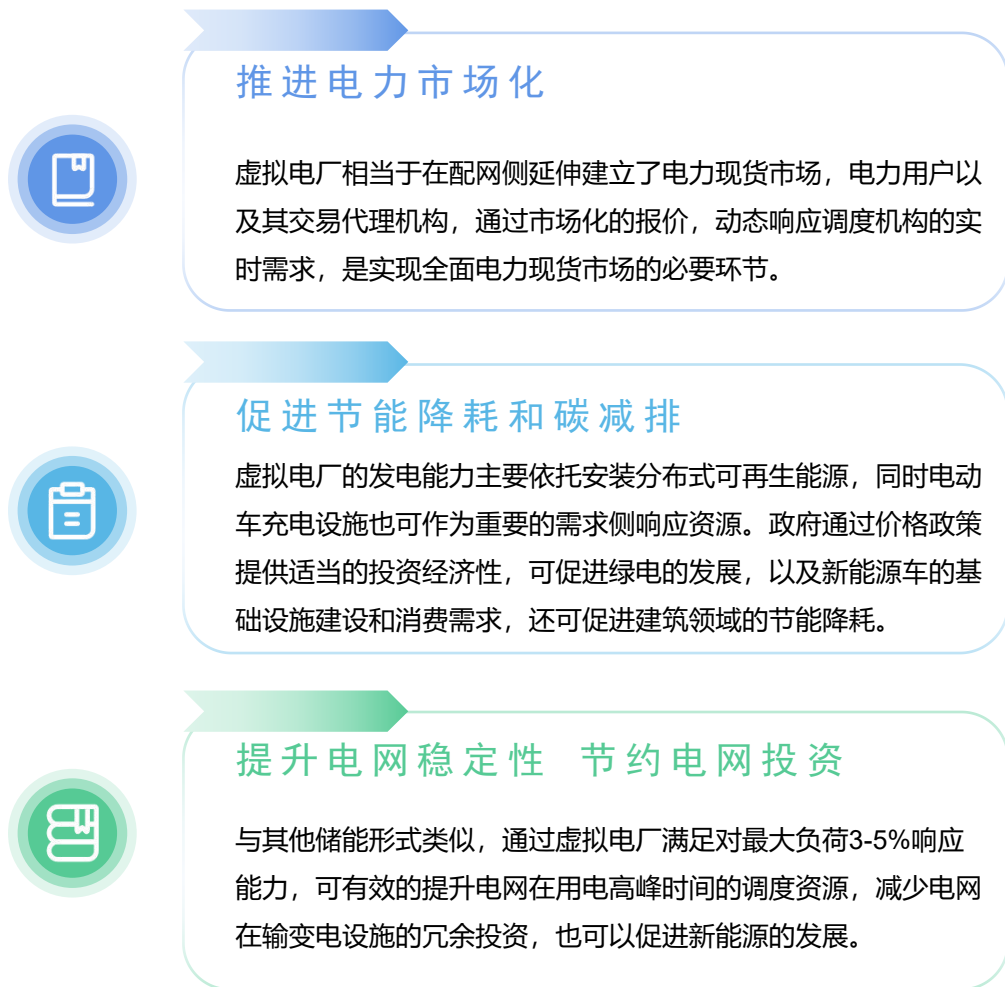 推进电力市场化
虚拟电厂相当于在配网侧延伸建立了电力现货市场，电力用户以
及其交易代理机构，通过市场化的报价，动态响应调度机构的实
时需求，是实现全面电力现货市场的必要环节。
促进节能降耗和碳减排
虚拟电厂的发电能力主要依托安装分布式可再生能源，同时电动
车充电设施也可作为重要的需求侧响应资源。政府通过价格政策
提供适当的投资经济性，可促进绿电的发展，以及新能源车的基
础设施建设和消费需求，还可促进建筑领域的节能降耗。
提升电网稳定性 节约电网投资
与其他储能形式类似，通过虚拟电厂满足对最大负荷3-5%响应
能力，可有效的提升电网在用电高峰时间的调度资源，减少电网
在输变电设施的冗余投资，也可以促进新能源的发展。